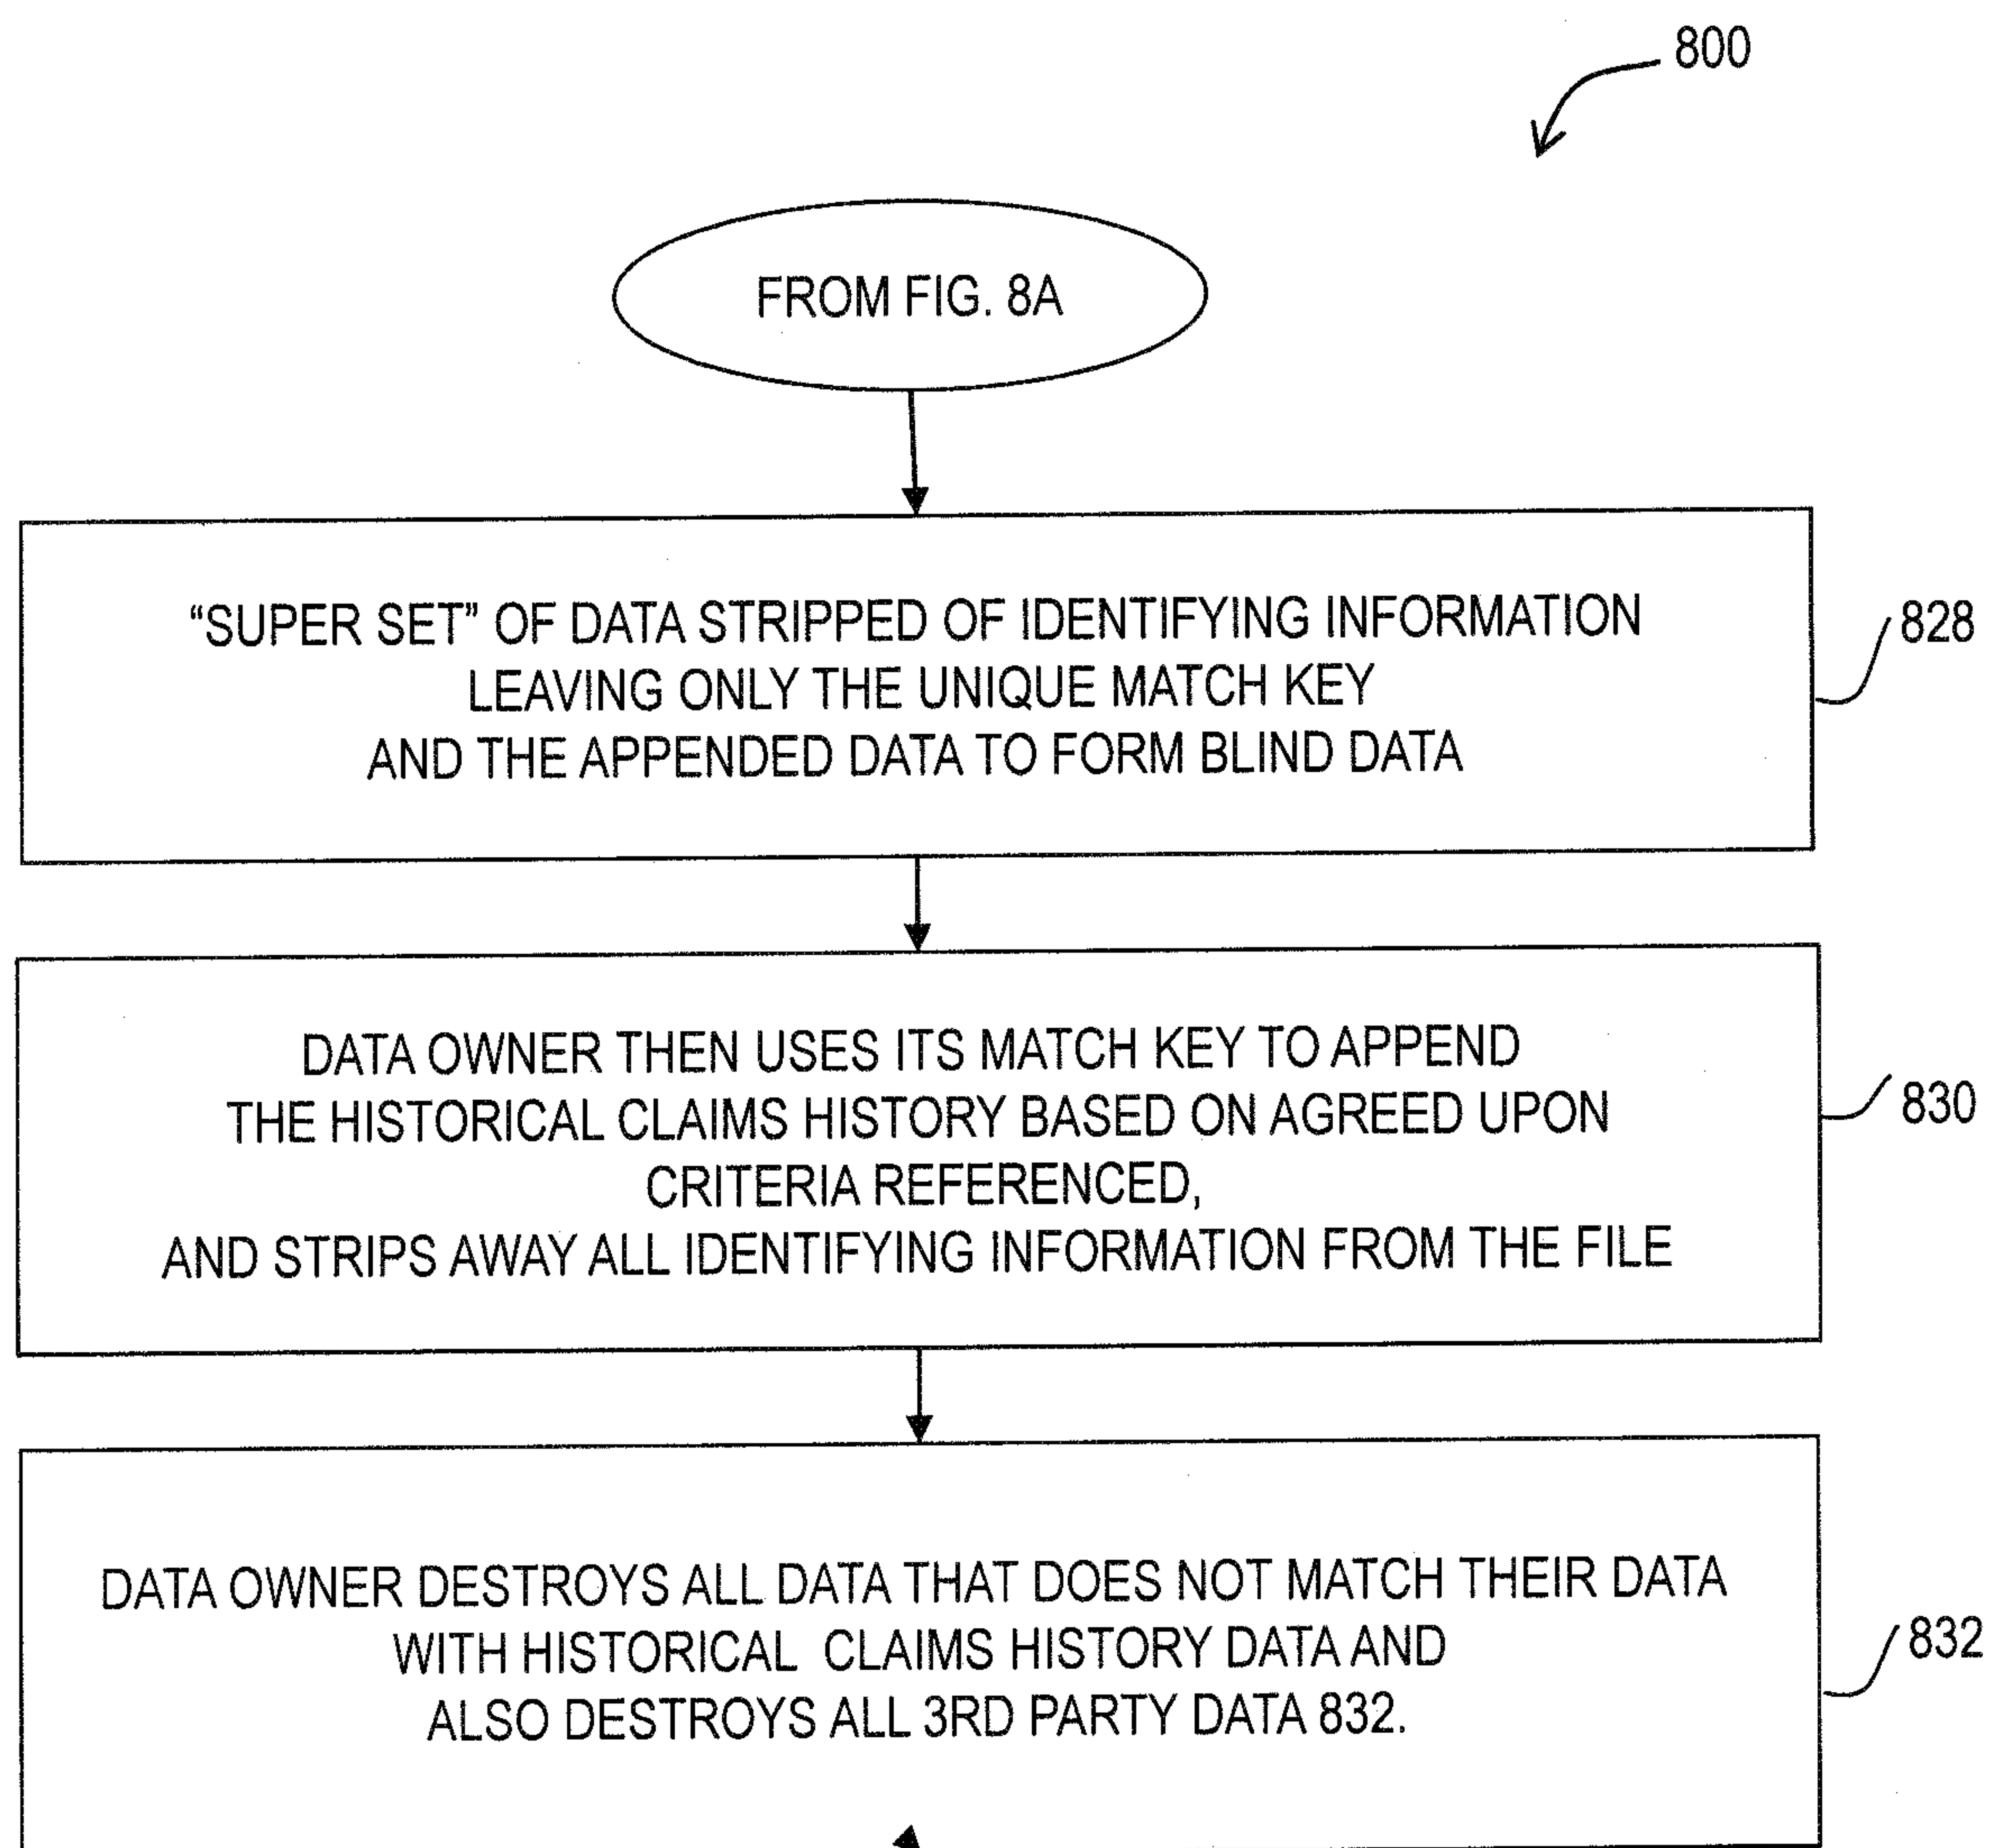 800
FROM FIG. 8A
“SUPER SET” OF DATA STRIPPED OF IDENTIFYING INFORMATION
LEAVING ONLY THE UNIQUE MATCH KEY
AND THE APPENDED DATA TO FORM BLIND DATA
828
DATA OWNER THEN USES ITS MATCH KEY TO APPEND
THE HISTORICAL CLAIMS HISTORY BASED ON AGREED UPON
CRITERIA REFERENCED,
AND STRIPS AWAY ALL IDENTIFYING INFORMATION FROM THE FILE
830
DATA OWNER DESTROYS ALL DATA THAT DOES NOT MATCH THEIR DATA
WITH HISTORICAL CLAIMS HISTORY DATA AND
ALSO DESTROYS ALL 3RD PARTY DATA 832.
832